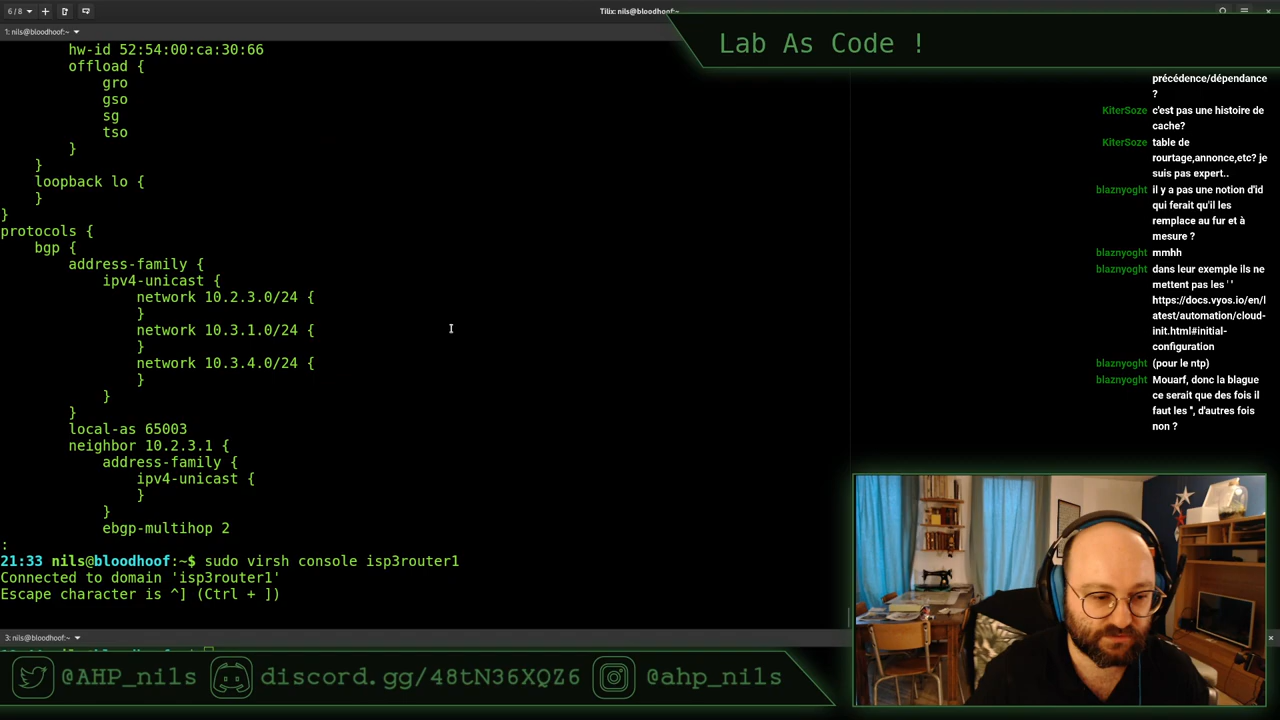 6 / 8
Tilix: nils@bloodhoof:~
1: nils@bloodhoof:~
Lab As Code !
hw-id 52:54:00:ca:30:66
offload {
gro
gso
sg
tso
}
}
loopback lo {
}
}
protocols {
bgp {
address-family {
ipv4-unicast {
network 10.2.3.0/24 {
}
network 10.3.1.0/24 {
}
network 10.3.4.0/24 {
}
}
}
local-as 65003
neighbor 10.2.3.1 {
address-family {
ipv4-unicast {
}
}
ebgp-multihop 2
:
21:33 nils@bloodhoof:~$ sudo virsh console isp3router1
Connected to domain 'isp3router1'
Escape character is ^] (Ctrl + ])
3: nils@bloodhoof:~
précédence/dépendance
?
KiterSoze c'est pas une histoire de
cache?
KiterSoze table de
rourtage,annonce,etc? je
suis pas expert..
blaznyoght il y a pas une notion d'id
qui ferait qu'il les
remplace au fur et à
mesure ?
blaznyoght mmhh
blaznyoght dans leur exemple ils ne
mettent pas les ' '
https://docs.vyos.io/en/l
atest/automation/cloud-
init.html#initial-
configuration
blaznyoght (pour le ntp)
blaznyoght Mouarf, donc la blague
ce serait que des fois il
faut les '', d'autres fois
non ?
@AHP_nils
discord.gg/48tN36XQZ6
@ahp_nils